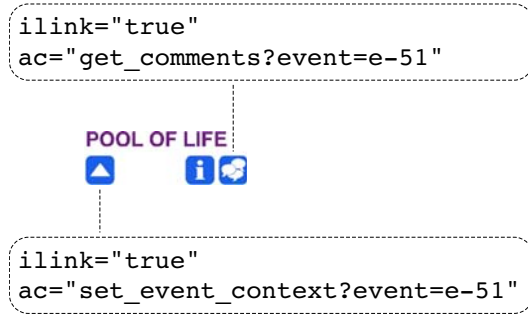 ilink="true"
ac="get_comments?event=e-51"
POOL OF LIFE
i
ilink="true"
ac="set_event_context?event=e-51"